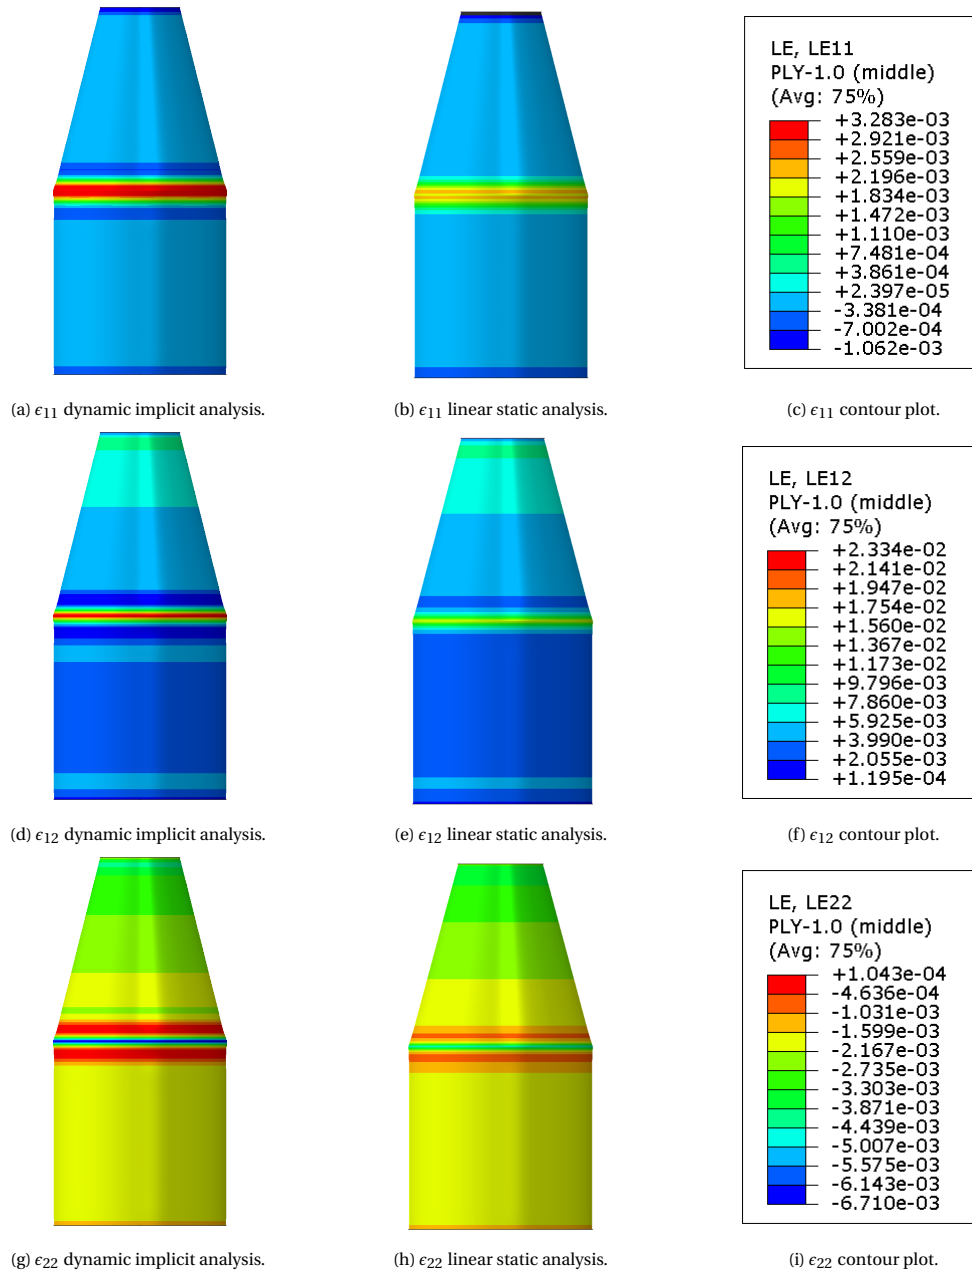 LE, LE11
PLY-1.0 (middle)
(Avg: 75%)
+3.283e-03
+2.921e-03
+2.559e-03
+2.196e-03
+1.834e-03
+1.472e-03
+1.110e-03
+7.481e-04
+3.861e-04
+2.397e-05
-3.381e-04
-7.002e-04
-1.062e-03
(a) ϵ11 dynamic implicit analysis.
(b) ϵ11 linear static analysis.
(c) ϵ11 contour plot.
LE, LE12
PLY-1.0 (middle)
(Avg: 75%)
+2.334e-02
+2.141e-02
+1.947e-02
+1.754e-02
+1.560e-02
+1.367e-02
+1.173e-02
+9.796e-03
+7.860e-03
+5.925e-03
+3.990e-03
+2.055e-03
+1.195e-04
(d) ϵ12 dynamic implicit analysis.
(e) ϵ12 linear static analysis.
(f) ϵ12 contour plot.
LE, LE22
PLY-1.0 (middle)
(Avg: 75%)
+1.043e-04
-4.636e-04
-1.031e-03
-1.599e-03
-2.167e-03
-2.735e-03
-3.303e-03
-3.871e-03
-4.439e-03
-5.007e-03
-5.575e-03
-6.143e-03
-6.710e-03
(g) ϵ22 dynamic implicit analysis.
(h) ϵ22 linear static analysis.
(i) ϵ22 contour plot.